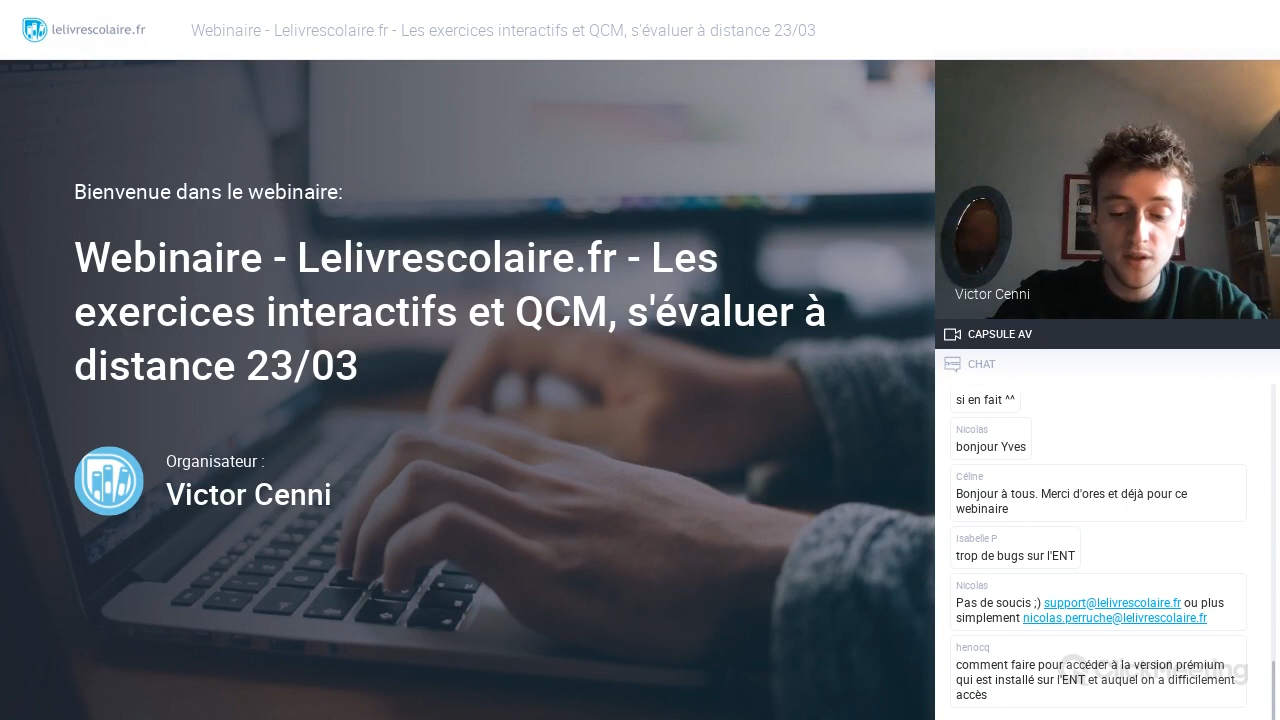 lelivrescolaire.fr
Webinaire - Lelivrescolaire.fr - Les exercices interactifs et QCM, s'évaluer à distance 23/03
Bienvenue dans le webinaire:
Webinaire - Lelivrescolaire.fr - Les
exercices interactifs et QCM, s'évaluer à
distance 23/03
Organisateur :
Victor Cenni
Victor Cenni
CAPSULE AV
CHAT
si en fait ^^
Nicolas
bonjour Yves
Céline
Bonjour à tous. Merci d'ores et déjà pour ce
webinaire
Isabelle P
trop de bugs sur l'ENT
Nicolas
Pas de soucis ;) support@lelivrescolaire.fr ou plus
simplement nicolas.perruche@lelivrescolaire.fr
henocq
comment faire pour accéder à la version prémium
qui est installé sur l'ENT et auquel on a difficilement
accès